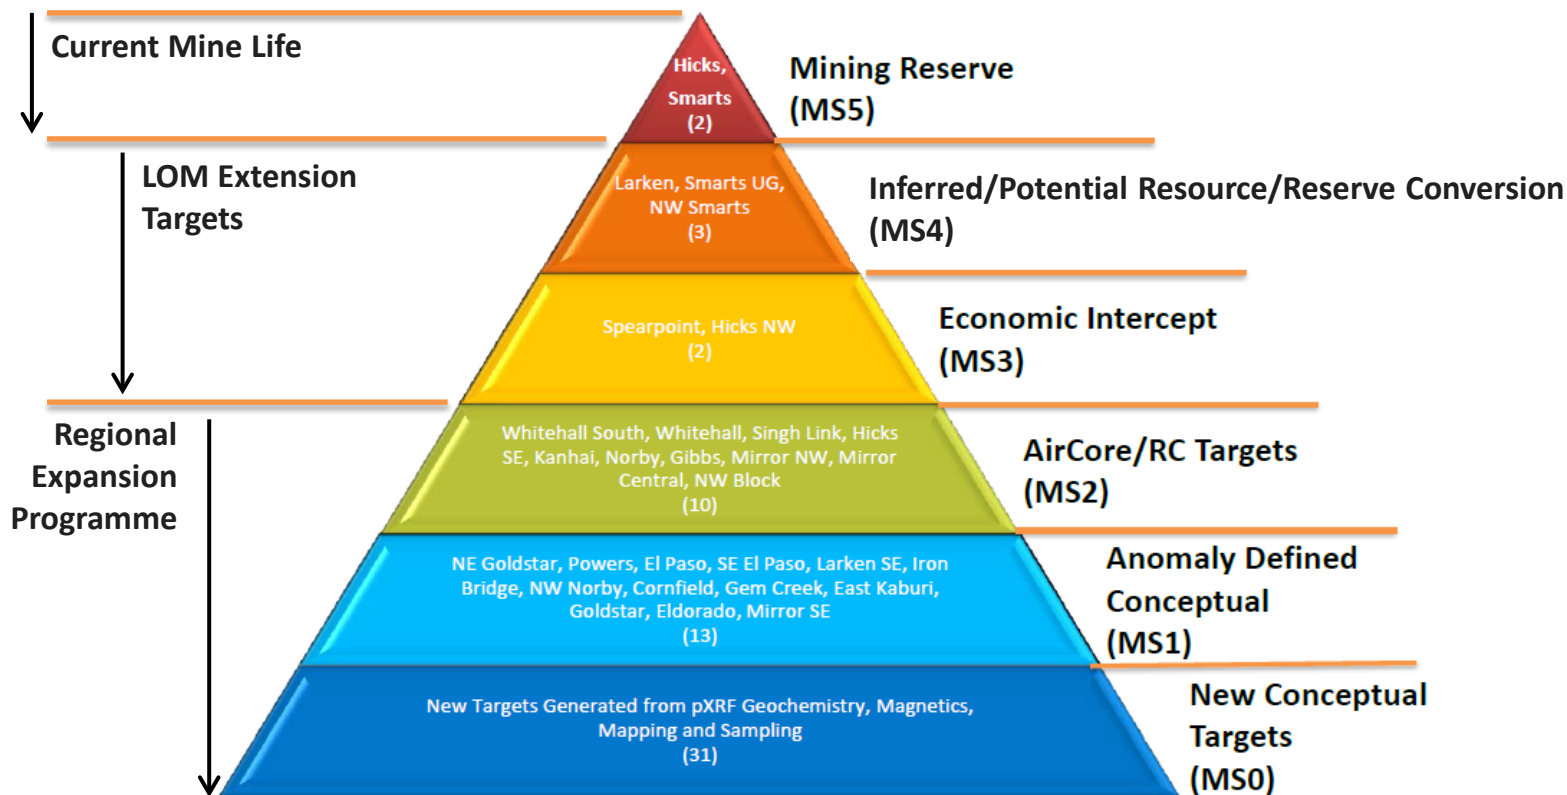 Current Mine Life
Hicks,
Smarts
(2)
Mining Reserve
(MS5)
LOM Extension
Targets
Larken, Smarts UG,
NW Smarts
(3)
Inferred/Potential Resource/Reserve Conversion
(MS4)
Spearpoint, Hicks NW
(2)
Economic Intercept
(MS3)
Regional
Expansion
Programme
Whitehall South, Whitehall, Singh Link, Hicks
SE, Kanhai, Norby, Gibbs, Mirror NW, Mirror
Central, NW Block
(10)
AirCore/RC Targets
(MS2)
NE Goldstar, Powers, El Paso, SE El Paso, Larken SE, Iron
Bridge, NW Norby, Cornfield, Gem Creek, East Kaburi,
Goldstar, Eldorado, Mirror SE
(13)
Anomaly Defined
Conceptual
(MS1)
New Targets Generated from pXRF Geochemistry, Magnetics,
Mapping and Sampling
(31)
New Conceptual
Targets
(MS0)